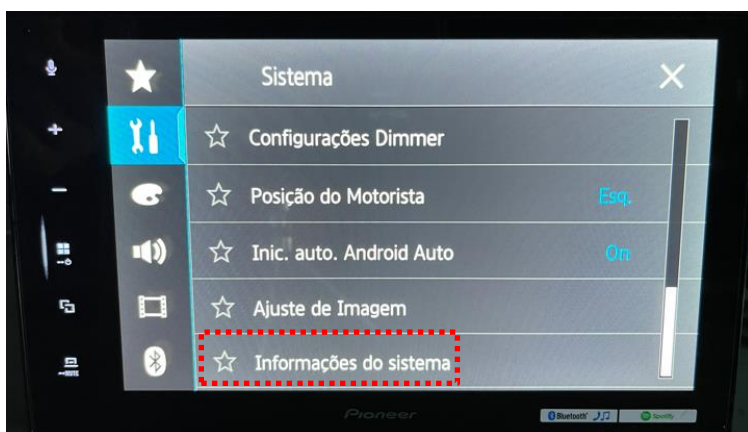 Sistema
Configurações Dimmer
Posição do Motorista Esq.
Inic. auto. Android Auto On
Ajuste de Imagem
Informações do sistema
MUTE
Pioneer
Bluetooth
Spotify